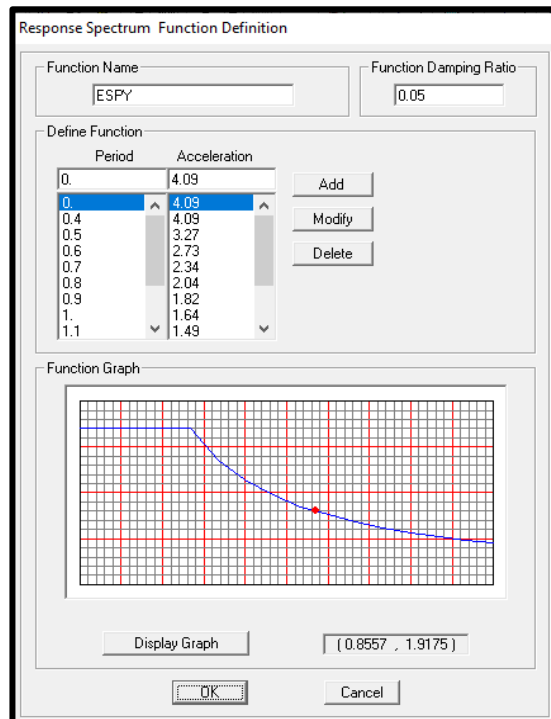 Response Spectrum Function Definition
Function Name
ESPY
Function Damping Ratio
0.05
Define Function
Period Acceleration
0. 4.09
0. 4.09
0.4 4.09
0.5 3.27
0.6 2.73
0.7 2.34
0.8 2.04
0.9 1.82
1. 1.64
1.1 1.49
Add
Modify
Delete
Function Graph
Display Graph
(0.8557 , 1.9175 )
OK
Cancel